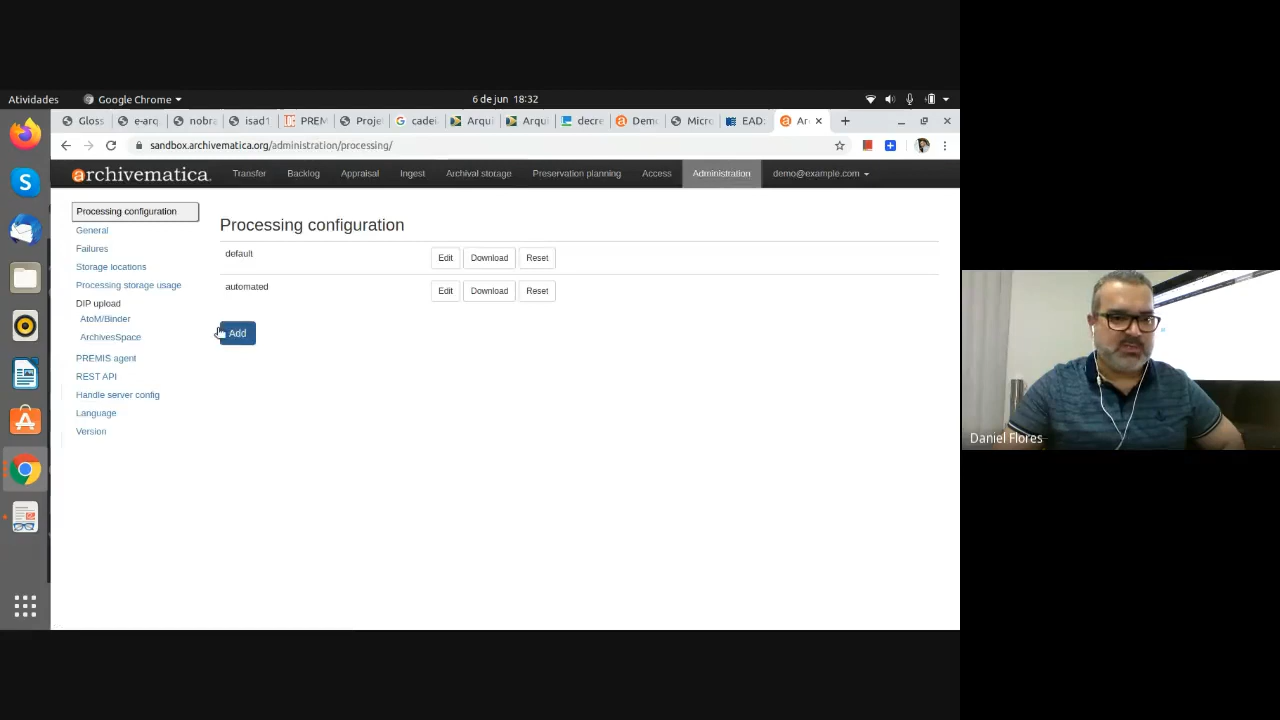 Atividades Google Chrome 6 de jun 18:32
Gloss e-arq nobra isad1 PREM Proje cadei Arqui Arqui decre Demo Micro EAD: Ar
sandbox.archivematica.org/administration/processing/
archivematica Transfer Backlog Appraisal Ingest Archival storage Preservation planning Access Administration demo@example.com
Processing configuration
General
Failures
Storage locations
Processing storage usage
DIP upload
AtoM/Binder
ArchivesSpace
PREMIS agent
REST API
Handle server config
Language
Version
Processing configuration
default Edit Download Reset
automated Edit Download Reset
Add
Daniel Flores